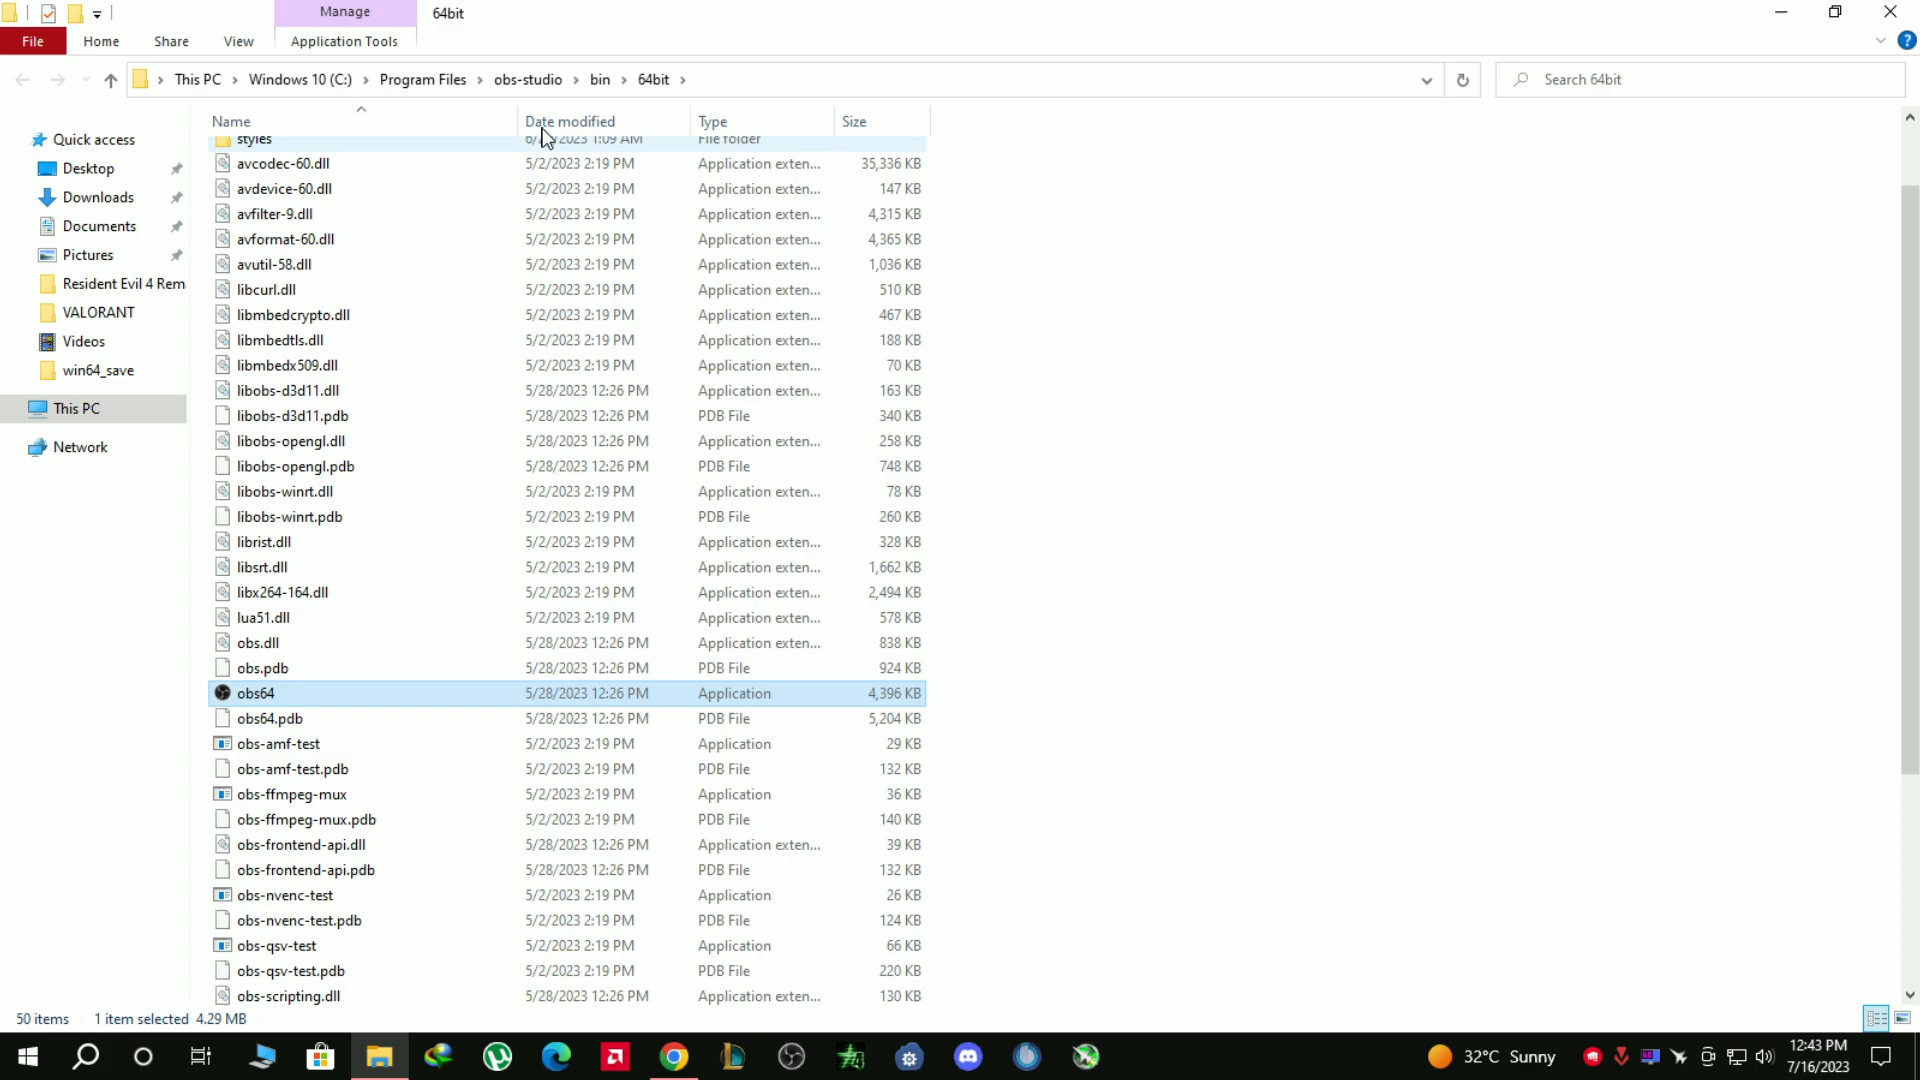 Manage
64bit
File
Home
Share
View
Application Tools
This PC
Windows 10 (C:)
Program Files
obs-studio
bin
64bit
Search 64bit
Name
Date modified
Type
Size
Quick access
Desktop
Downloads
Documents
Pictures
Resident Evil 4 Rem
VALORANT
Videos
win64_save
This PC
Network
styles 1:09 AM File folder
avcodec-60.dll 5/2/2023 2:19 PM Application exten... 35,336 KB
avdevice-60.dll 5/2/2023 2:19 PM Application exten... 147 KB
avfilter-9.dll 5/2/2023 2:19 PM Application exten... 4,315 KB
avformat-60.dll 5/2/2023 2:19 PM Application exten... 4,365 KB
avutil-58.dll 5/2/2023 2:19 PM Application exten... 1,036 KB
libcurl.dll 5/2/2023 2:19 PM Application exten... 510 KB
libmbedcrypto.dll 5/2/2023 2:19 PM Application exten... 467 KB
libmbedtls.dll 5/2/2023 2:19 PM Application exten... 188 KB
libmbedx509.dll 5/2/2023 2:19 PM Application exten... 70 KB
libobs-d3d11.dll 5/28/2023 12:26 PM Application exten... 163 KB
libobs-d3d11.pdb 5/28/2023 12:26 PM PDB File 340 KB
libobs-opengl.dll 5/28/2023 12:26 PM Application exten... 258 KB
libobs-opengl.pdb 5/28/2023 12:26 PM PDB File 748 KB
libobs-winrt.dll 5/2/2023 2:19 PM Application exten... 78 KB
libobs-winrt.pdb 5/2/2023 2:19 PM PDB File 260 KB
librist.dll 5/2/2023 2:19 PM Application exten... 328 KB
libsrt.dll 5/2/2023 2:19 PM Application exten... 1,662 KB
libx264-164.dll 5/2/2023 2:19 PM Application exten... 2,494 KB
lua51.dll 5/2/2023 2:19 PM Application exten... 578 KB
obs.dll 5/28/2023 12:26 PM Application exten... 838 KB
obs.pdb 5/28/2023 12:26 PM PDB File 924 KB
obs64 5/28/2023 12:26 PM Application 4,396 KB
obs64.pdb 5/28/2023 12:26 PM PDB File 5,204 KB
obs-amf-test 5/2/2023 2:19 PM Application 29 KB
obs-amf-test.pdb 5/2/2023 2:19 PM PDB File 132 KB
obs-ffmpeg-mux 5/2/2023 2:19 PM Application 36 KB
obs-ffmpeg-mux.pdb 5/2/2023 2:19 PM PDB File 140 KB
obs-frontend-api.dll 5/28/2023 12:26 PM Application exten... 39 KB
obs-frontend-api.pdb 5/28/2023 12:26 PM PDB File 132 KB
obs-nvenc-test 5/2/2023 2:19 PM Application 26 KB
obs-nvenc-test.pdb 5/2/2023 2:19 PM PDB File 124 KB
obs-qsv-test 5/2/2023 2:19 PM Application 66 KB
obs-qsv-test.pdb 5/2/2023 2:19 PM PDB File 220 KB
obs-scripting.dll 5/28/2023 12:26 PM Application exten... 130 KB
50 items 1 item selected 4.29 MB
32°C Sunny
12:43 PM
7/16/2023